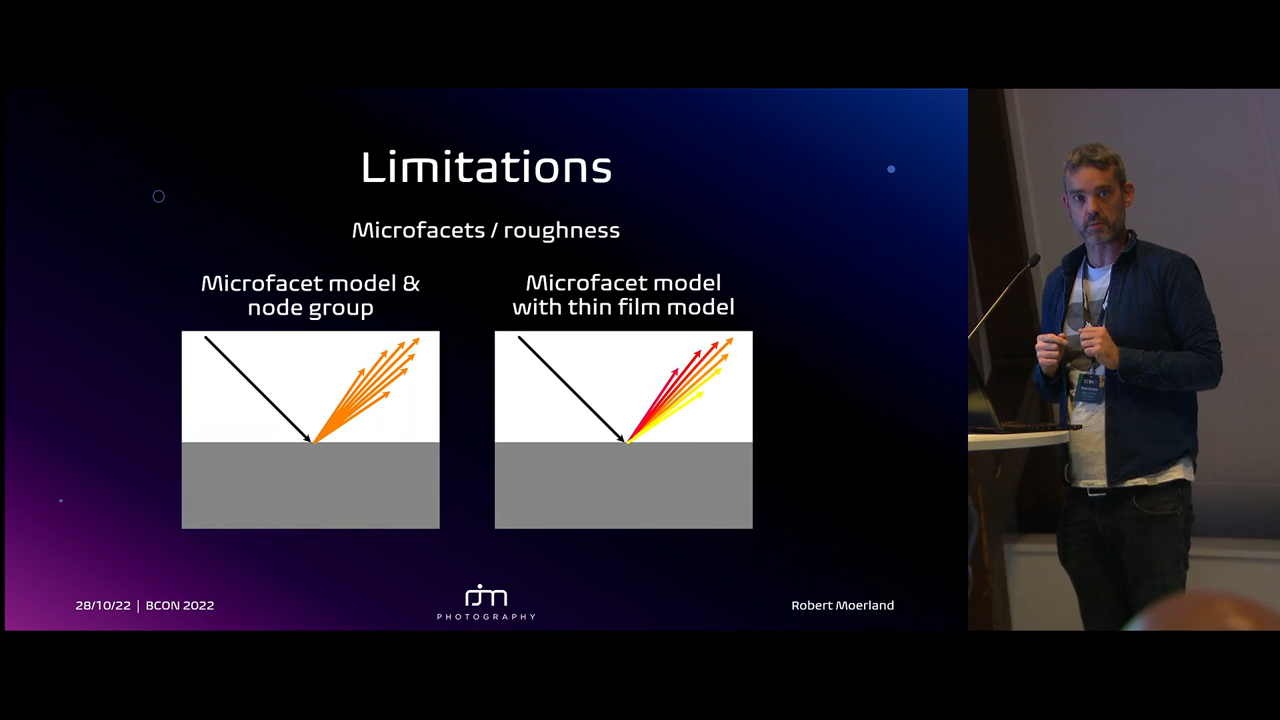 Limitations
Microfacets / roughness
Microfacet model &
node group
Microfacet model
with thin film model
28/10/22 | BCON 2022
rjm
PHOTOGRAPHY
Robert Moerland